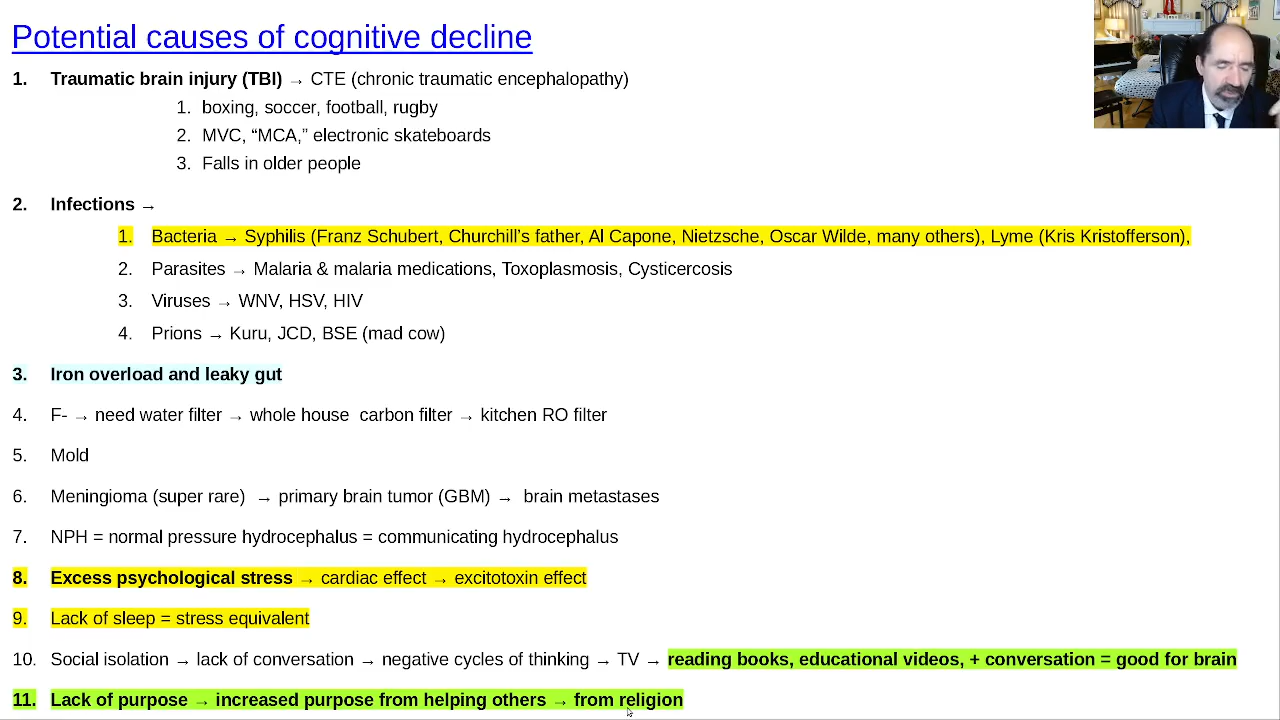 Potential causes of cognitive decline
1. Traumatic brain injury (TBI) → CTE (chronic traumatic encephalopathy)
1. boxing, soccer, football, rugby
2. MVC, “MCA,” electronic skateboards
3. Falls in older people
2. Infections →
1. Bacteria → Syphilis (Franz Schubert, Churchill’s father, Al Capone, Nietzsche, Oscar Wilde, many others), Lyme (Kris Kristofferson),
2. Parasites → Malaria & malaria medications, Toxoplasmosis, Cysticercosis
3. Viruses → WNV, HSV, HIV
4. Prions → Kuru, JCD, BSE (mad cow)
3. Iron overload and leaky gut
4. F- → need water filter → whole house  carbon filter → kitchen RO filter
5. Mold
6. Meningioma (super rare)  → primary brain tumor (GBM) →  brain metastases
7. NPH = normal pressure hydrocephalus = communicating hydrocephalus
8. Excess psychological stress → cardiac effect → excitotoxin effect
9. Lack of sleep = stress equivalent
10. Social isolation → lack of conversation → negative cycles of thinking → TV → reading books, educational videos, + conversation = good for brain
11. Lack of purpose → increased purpose from helping others → from religion